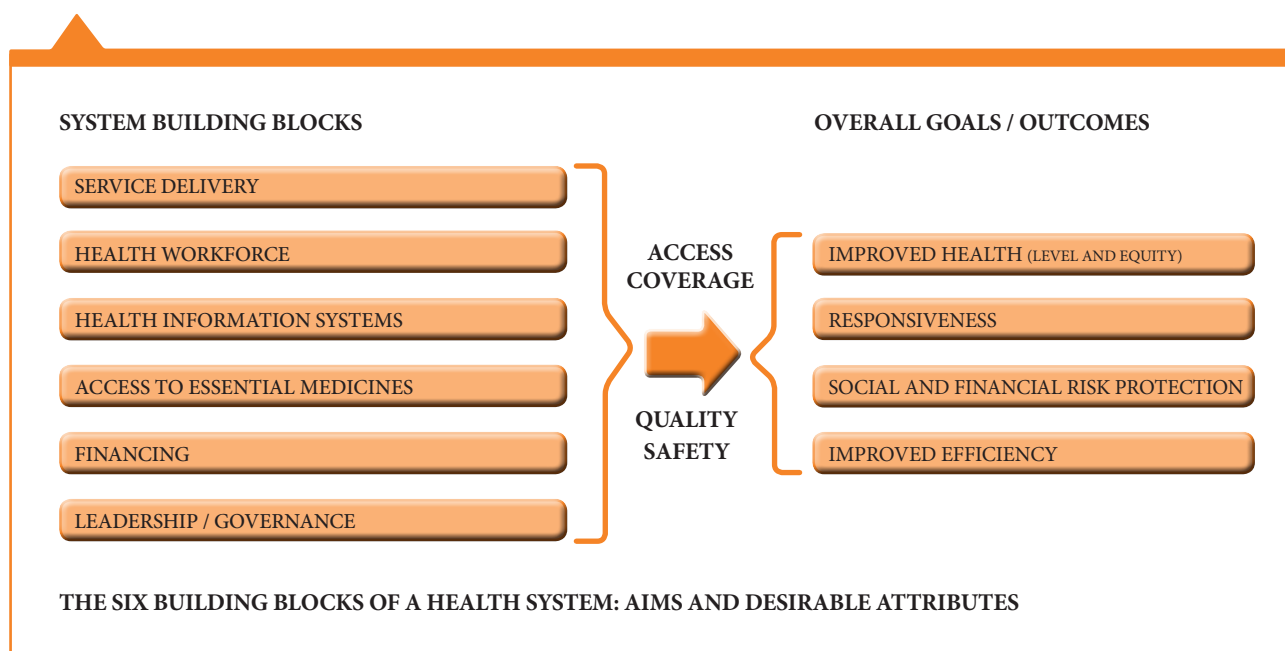 SYSTEM BUILDING BLOCKS
SERVICE DELIVERY
HEALTH WORKFORCE
HEALTH INFORMATION SYSTEMS
ACCESS TO ESSENTIAL MEDICINES
FINANCING
LEADERSHIP / GOVERNANCE
ACCESS
COVERAGE
QUALITY
SAFETY
OVERALL GOALS / OUTCOMES
IMPROVED HEALTH (LEVEL AND EQUITY)
RESPONSIVENESS
SOCIAL AND FINANCIAL RISK PROTECTION
IMPROVED EFFICIENCY
THE SIX BUILDING BLOCKS OF A HEALTH SYSTEM: AIMS AND DESIRABLE ATTRIBUTES